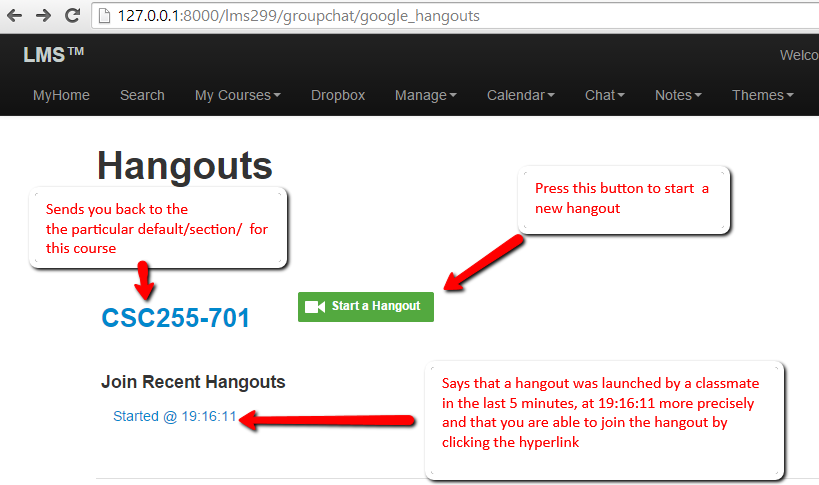 127.0.0.1:8000/lms299/groupchat/google_hangouts
LMS™
Welco
MyHome Search My Courses Dropbox Manage Calendar Chat Notes Themes
Hangouts
Sends you back to the
the particular default/section/ for
this course
Press this button to start a
new hangout
CSC255-701
Start a Hangout
Join Recent Hangouts
Started @ 19:16:11
Says that a hangout was launched by a classmate
in the last 5 minutes, at 19:16:11 more precisely
and that you are able to join the hangout by
clicking the hyperlink